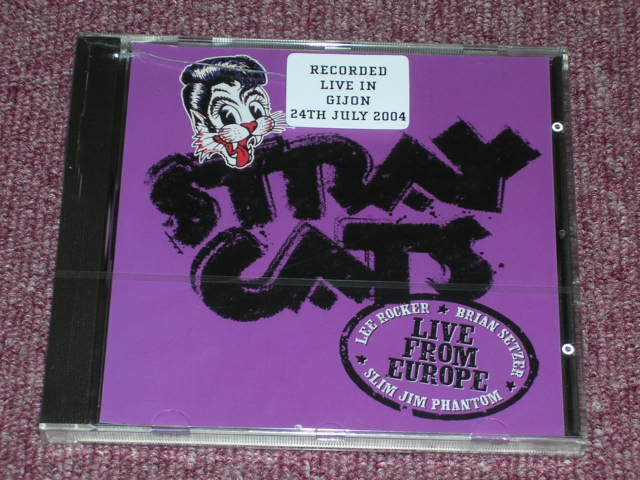 RECORDED
LIVE IN
GIJON
24TH JULY 2004
STRAY
CATS
LEE ROCKER ★ BRIAN SETZER
LIVE
FROM
EUROPE
★ SLIM JIM PHANTOM ★